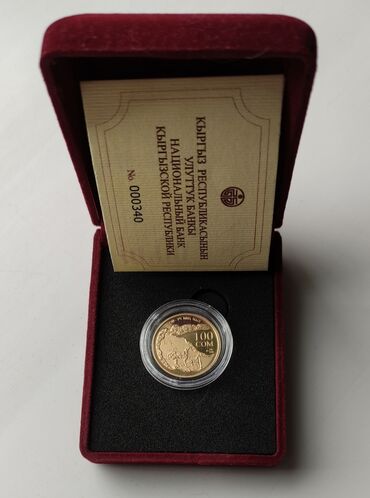 КЫРГЫЗ РЕСПУБЛИКАСЫНЫН
УЛУТТУК БАНКЫ
НАЦИОНАЛЬНЫЙ БАНК
КЫРГЫЗСКОЙ РЕСПУБЛИКИ
No 000340
100
СОМ